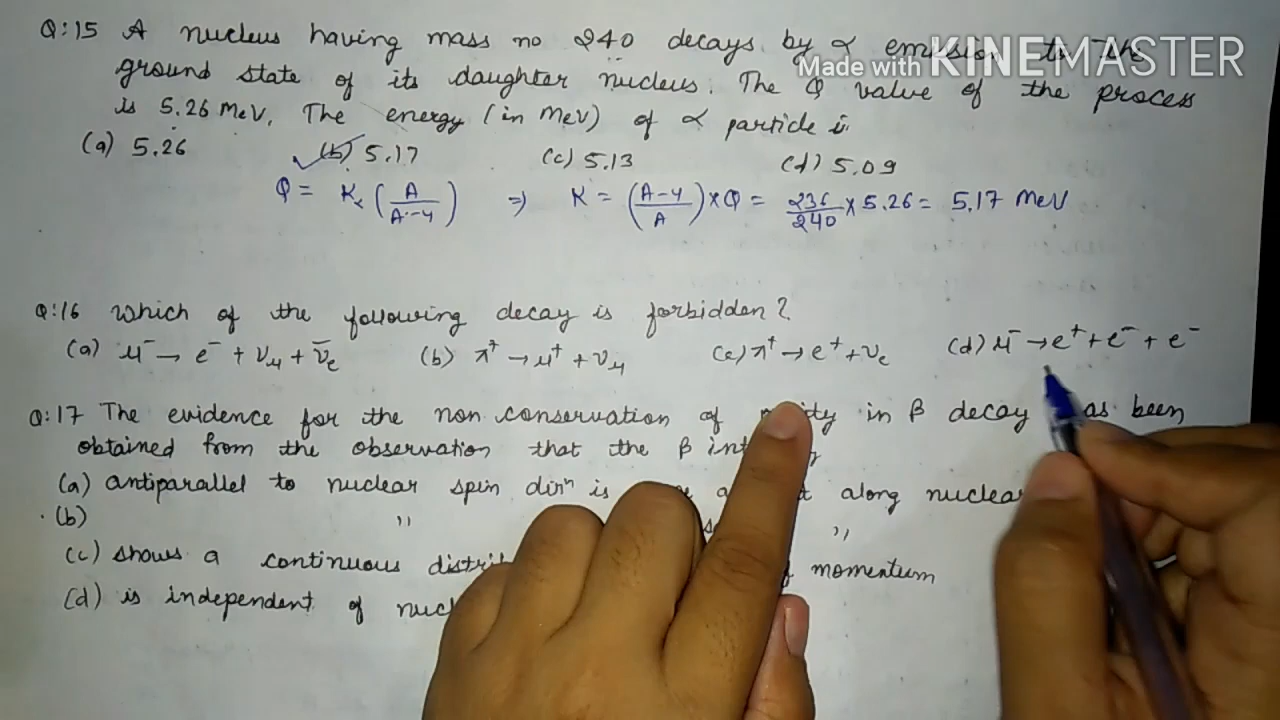 Q:15 A nucleus having mass no 240 decays by α emission to the
Made with KINEMASTER
ground state of its daughter nucleus. The Q value of the process
is 5.26 MeV. The energy (in MeV) of α particle is
(a) 5.26 (b) 5.17 (c) 5.13 (d) 5.09
Q = Kα (A/A-4) ⇒ K = (A-4/A) × Q = 236/240 × 5.26 = 5.17 MeV
Q:16 Which of the following decay is forbidden?
(a) μ⁻ → e⁻ + νμ + ν̄e (b) π⁺ → μ⁺ + νμ (c) π⁺ → e⁺ + νe (d) μ⁻ → e⁺ + e⁻ + e⁻
Q:17 The evidence for the non conservation of in β decay been
obtained from the observation that the β
(a) antiparallel to nuclear spin dirⁿ is along nuclear
(b) ,, ,,
(c) shows a continuous momentum
(d) is independent of